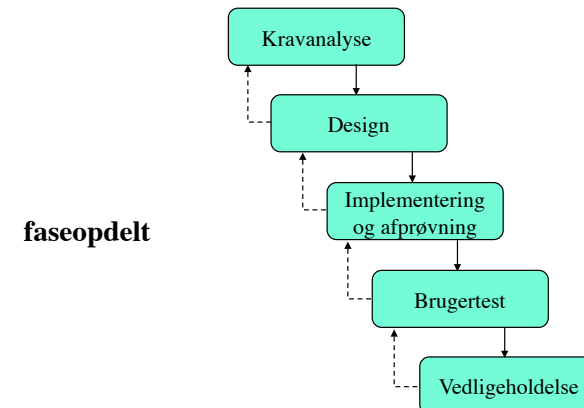 Kravanalyse
Design
Implementering
og afprøvning
faseopdelt
Brugertest
Vedligeholdelse